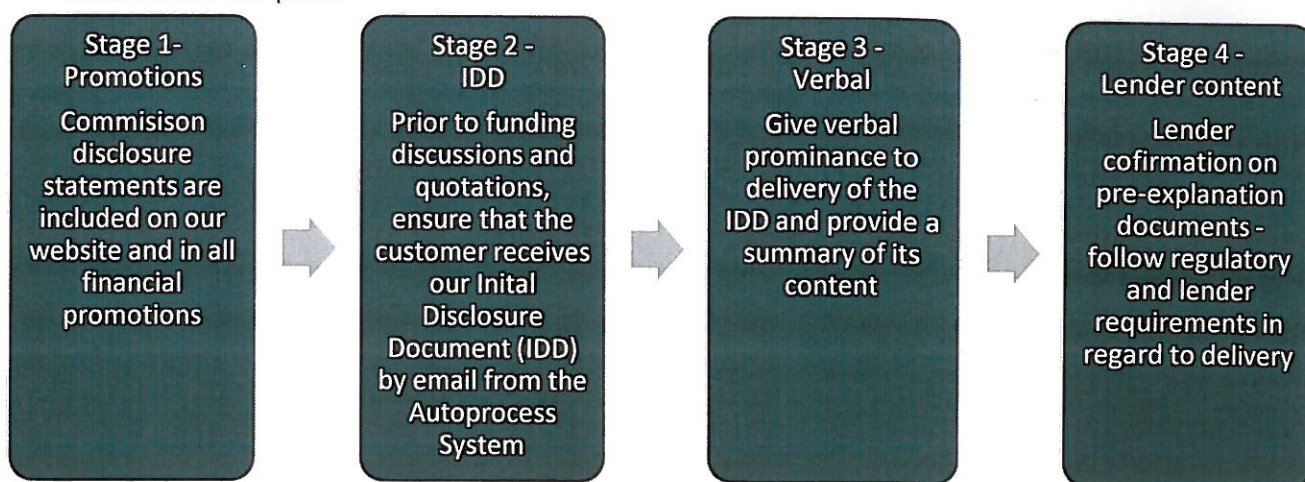 Stage 1-
Promotions
Commisison
disclosure
statements are
included on our
website and in all
financial
promotions
Stage 2 -
IDD
Prior to funding
discussions and
quotations,
ensure that the
customer receives
our Inital
Disclosure
Document (IDD)
by email from the
Autoprocess
System
Stage 3 -
Verbal
Give verbal
prominance to
delivery of the
IDD and provide a
summary of its
content
Stage 4 -
Lender content
Lender
cofirmation on
pre-explanation
documents -
follow regulatory
and lender
requirements in
regard to delivery